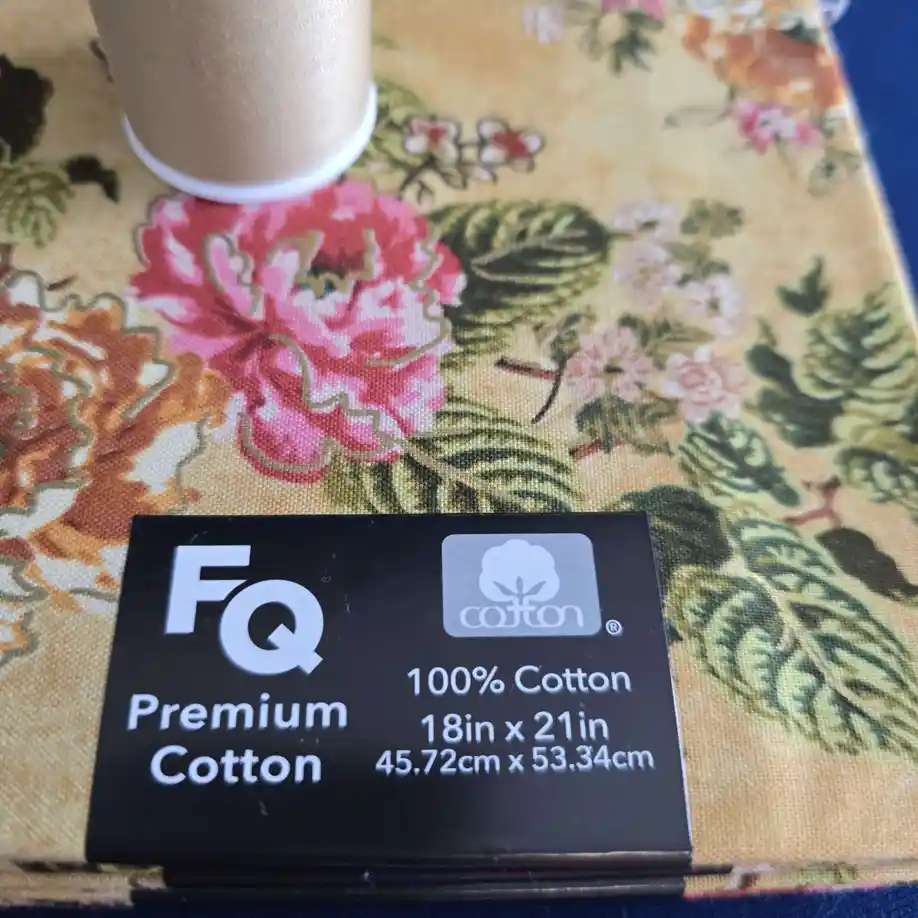 FQ
Premium
Cotton
cotton®
100% Cotton
18in x 21in
45.72cm x 53.34cm